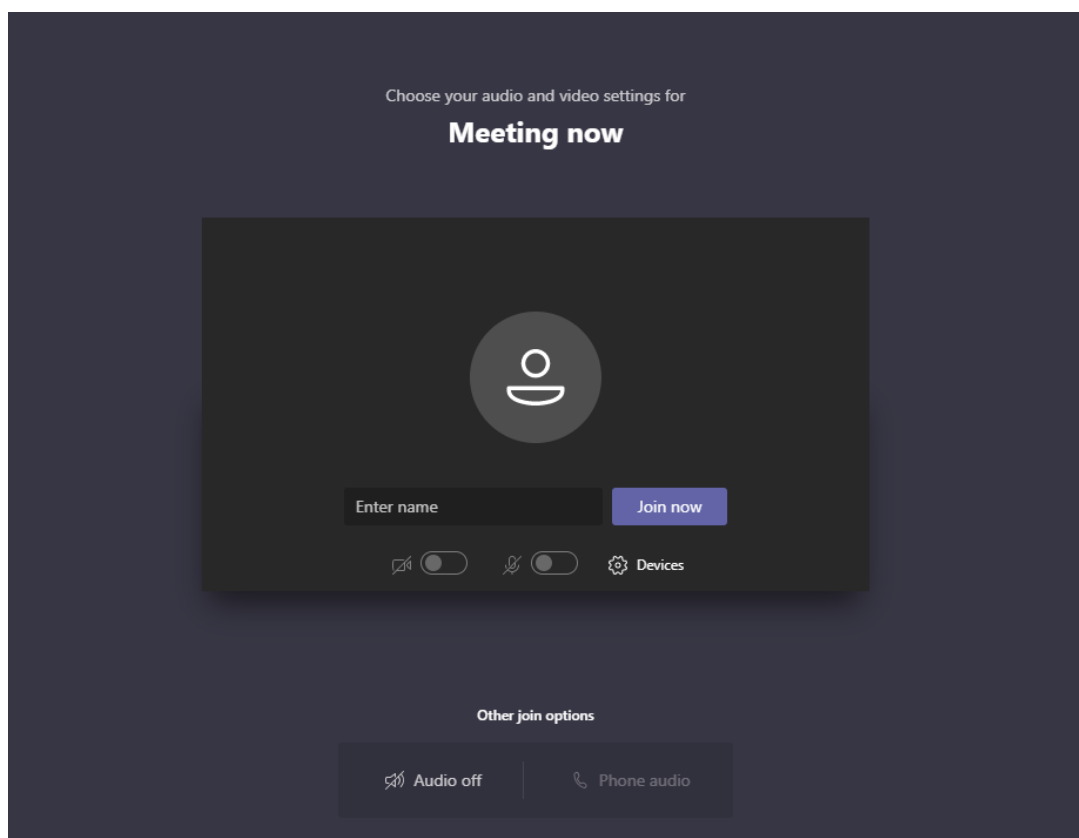 Choose your audio and video settings for
Meeting now
Enter name
Join now
Devices
Other join options
Audio off
Phone audio